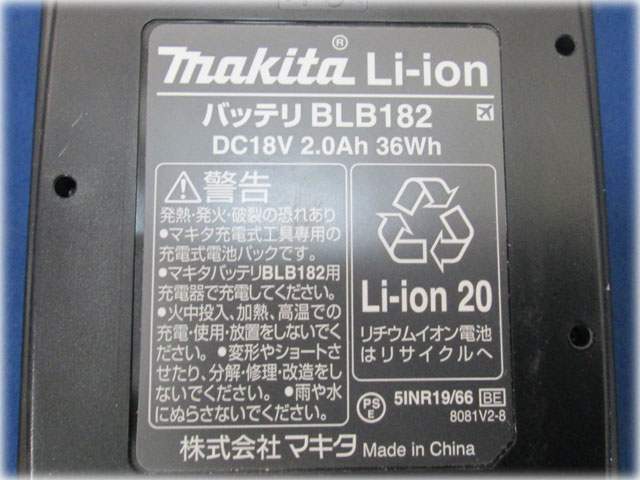 makita® Li-ion
バッテリ BLB182
DC18V 2.0Ah 36Wh
警告
発熱・発火・破裂の恐れあり
●マキタ充電式工具専用の
充電式電池パックです。
●マキタバッテリBLB182用
充電器で充電してください。
●火中投入、加熱、高温での
充電・使用・放置をしないでく
ださい。●変形やショートさ
せたり、分解・修理・改造をし
ないでください。●雨や水
にぬらさないでください。
Li-ion 20
リチウムイオン電池
はリサイクルへ
PS
E
5INR19/66 BE
8081V2-8
株式会社 マキタ Made in China